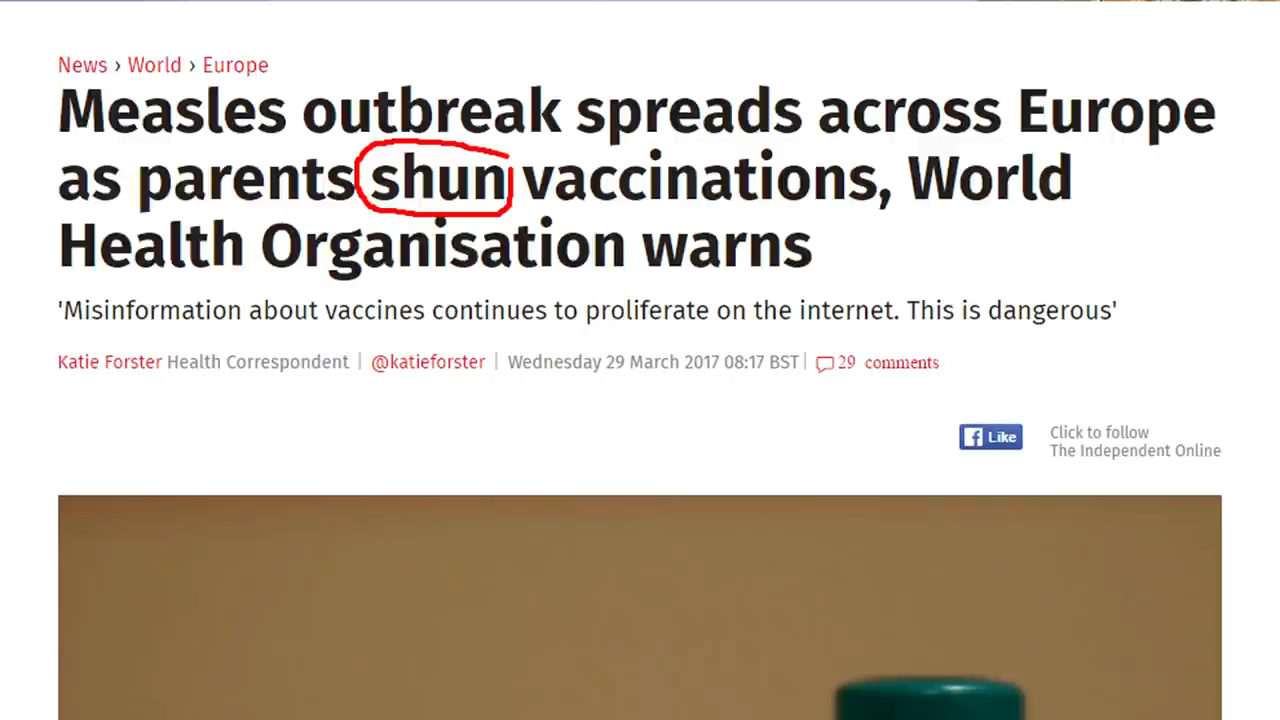 News › World › Europe
Measles outbreak spreads across Europe
as parents shun vaccinations, World
Health Organisation warns
'Misinformation about vaccines continues to proliferate on the internet. This is dangerous'
Katie Forster Health Correspondent | @katieforster | Wednesday 29 March 2017 08:17 BST | 29 comments
Like
Click to follow
The Independent Online